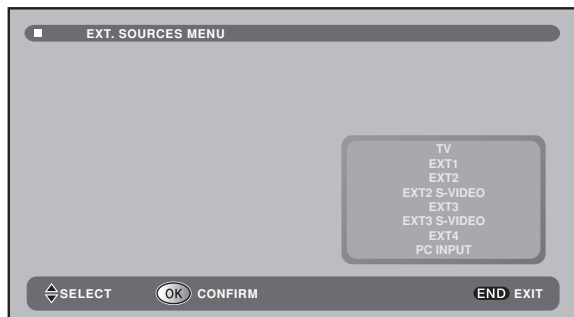 EXT. SOURCES MENU
TV
EXT1
EXT2
EXT2 S-VIDEO
EXT3
EXT3 S-VIDEO
EXT4
PC INPUT
SELECT OK CONFIRM END EXIT